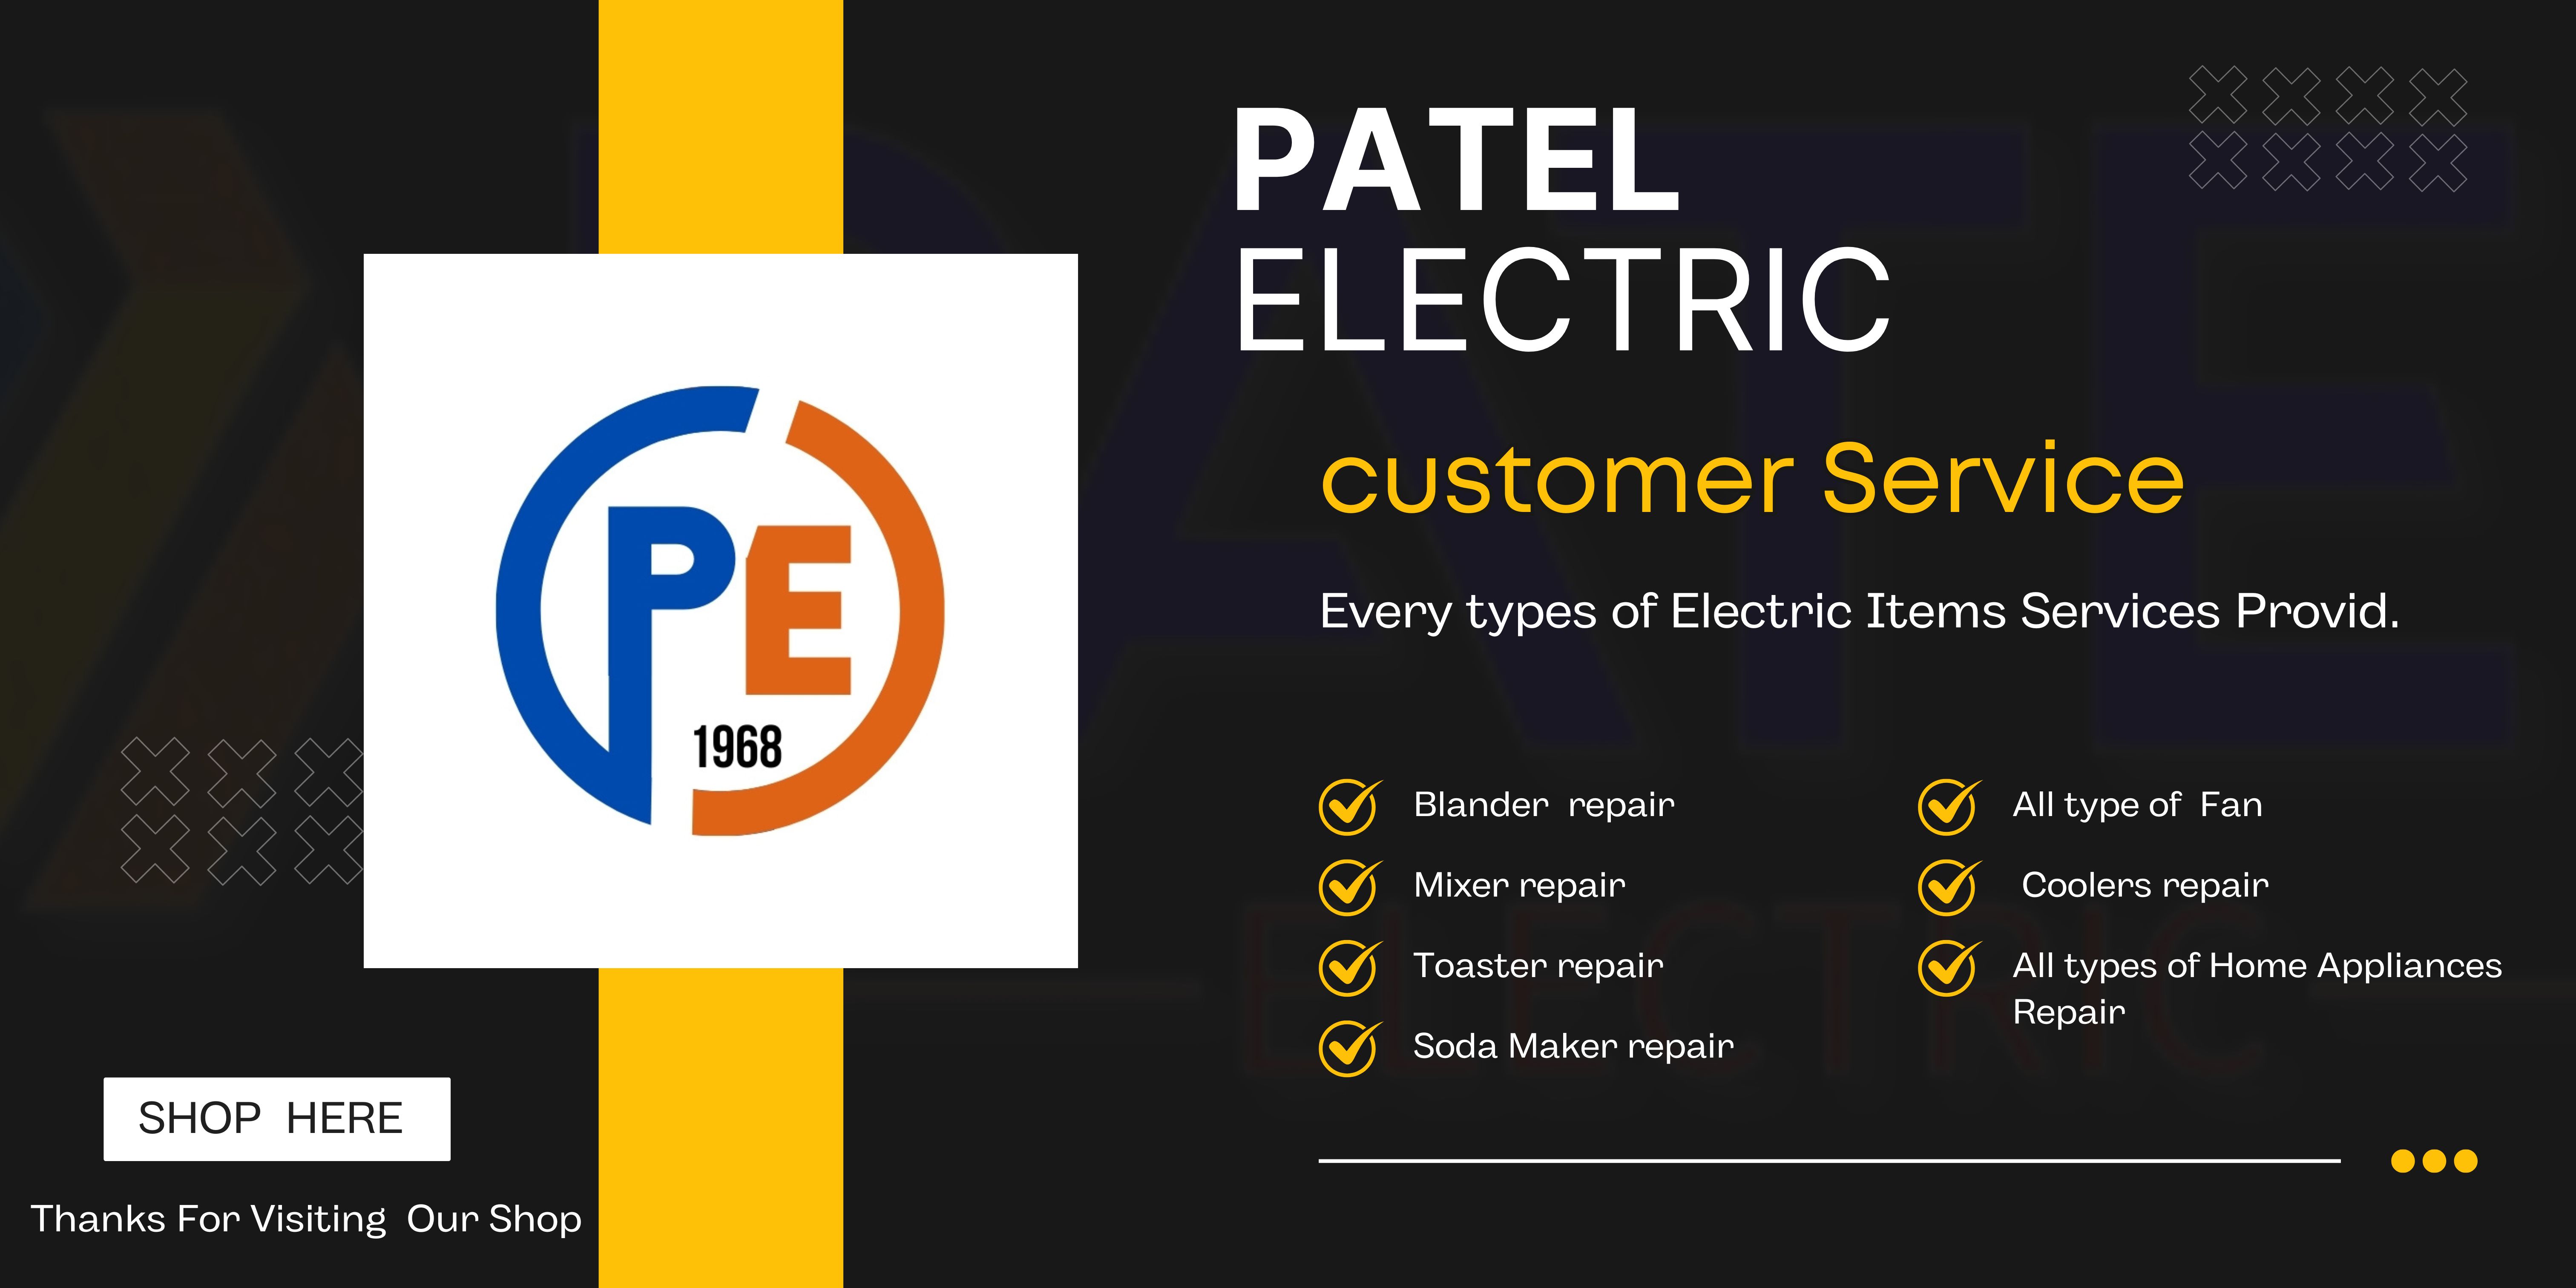 PATEL
ELECTRIC
customer Service
Every types of Electric Items Services Provid.
PE
1968
Blander repair
Mixer repair
Toaster repair
Soda Maker repair
All type of Fan
Coolers repair
All types of Home Appliances
Repair
SHOP HERE
Thanks For Visiting Our Shop
PATE
ELECTRIC